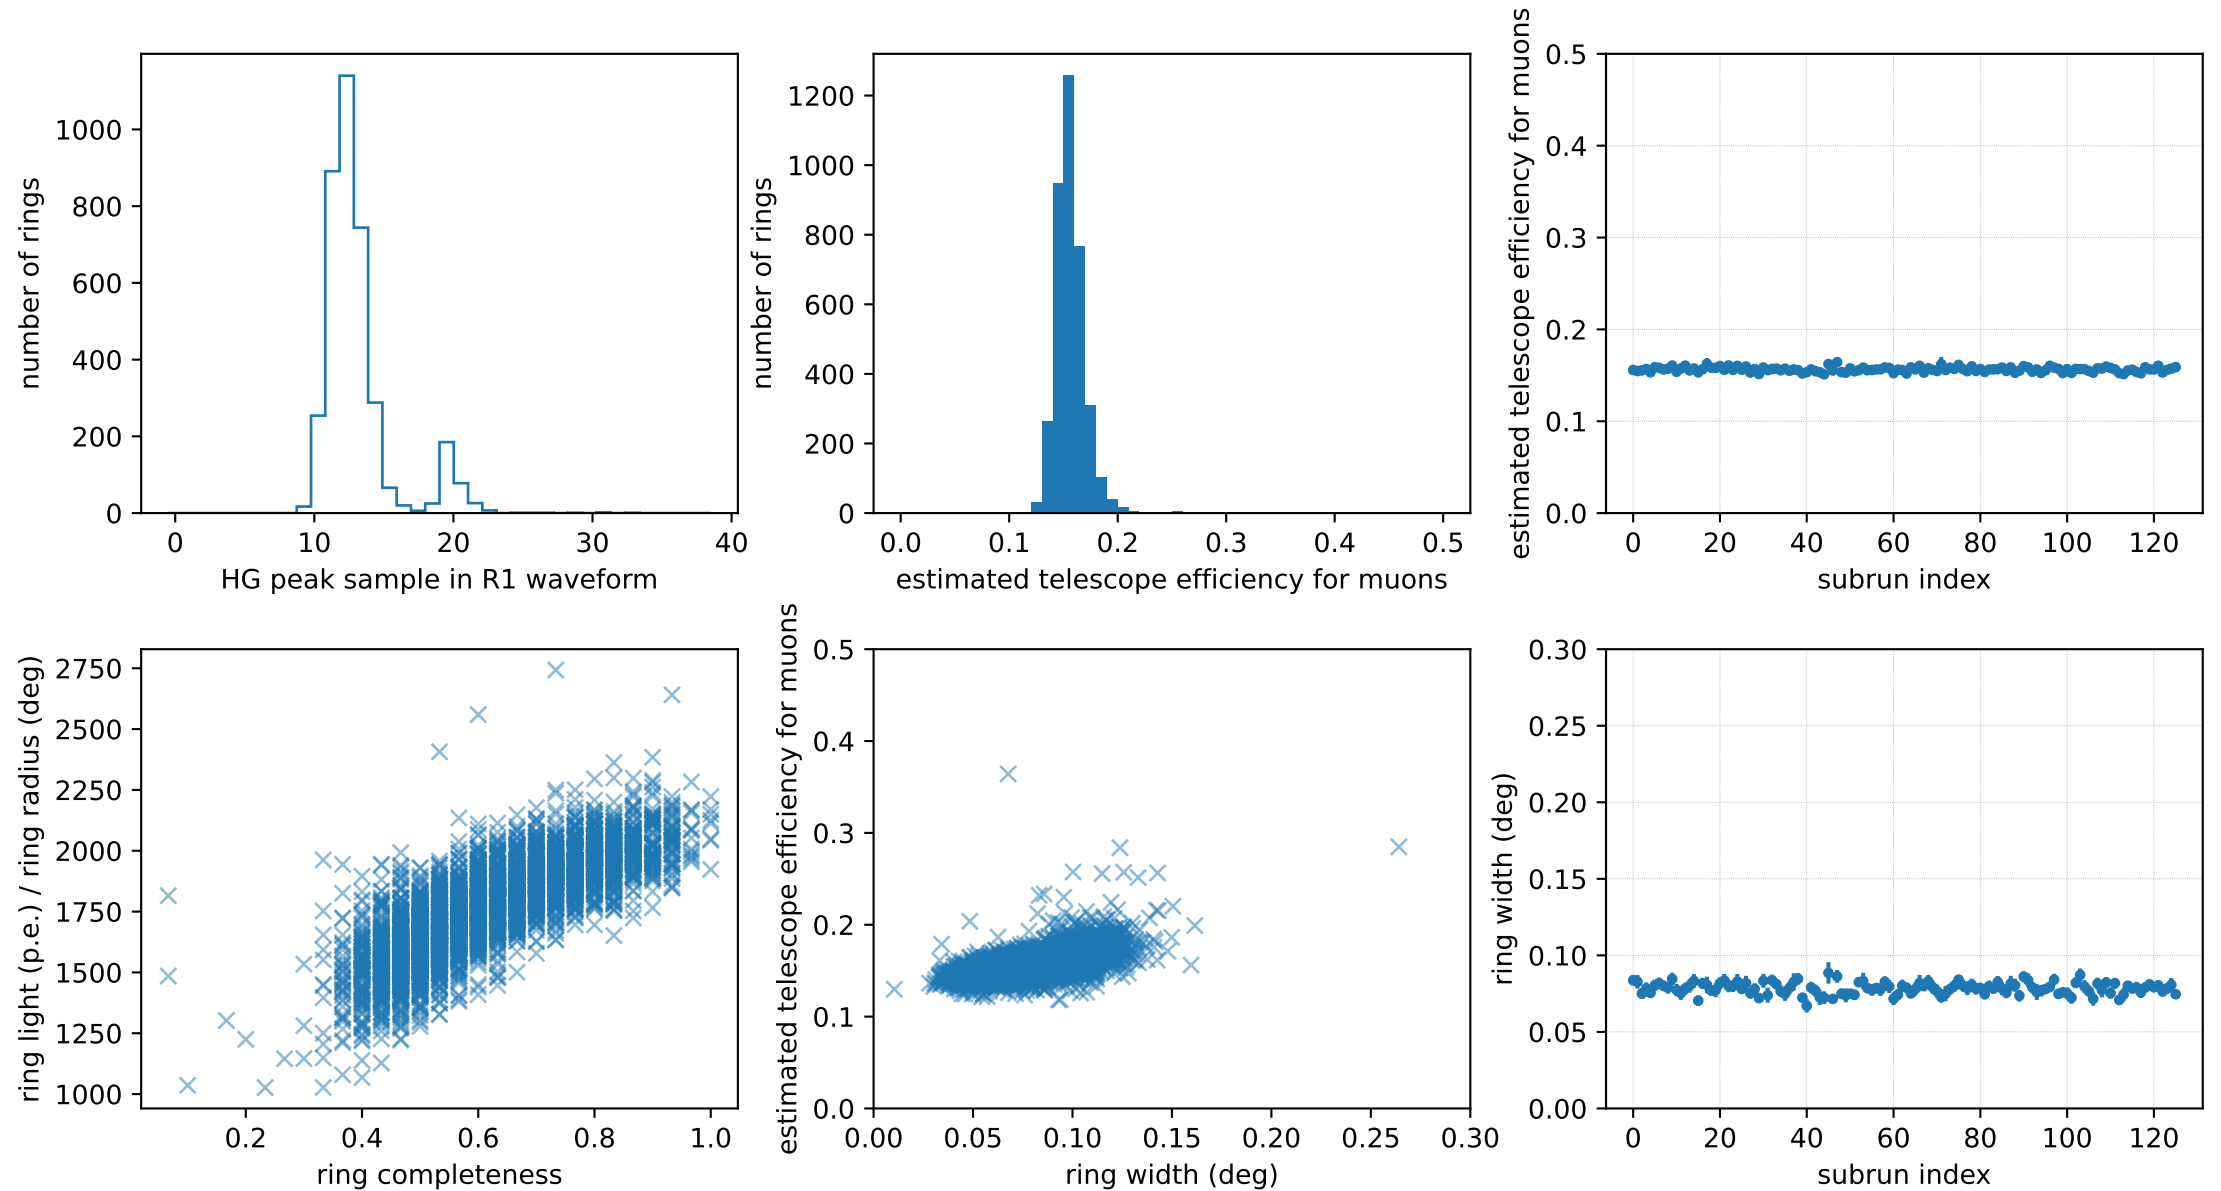 number of rings
1000
800
600
400
200
0
0 10 20 30 40
HG peak sample in R1 waveform
number of rings
1200
1000
800
600
400
200
0
0.0 0.1 0.2 0.3 0.4 0.5
estimated telescope efficiency for muons
estimated telescope efficiency for muons
0.5
0.4
0.3
0.2
0.1
0.0
0 20 40 60 80 100 120
subrun index
ring light (p.e.) / ring radius (deg)
2750
2500
2250
2000
1750
1500
1250
1000
0.2 0.4 0.6 0.8 1.0
ring completeness
estimated telescope efficiency for muons
0.5
0.4
0.3
0.2
0.1
0.0
0.00 0.05 0.10 0.15 0.20 0.25 0.30
ring width (deg)
ring width (deg)
0.30
0.25
0.20
0.15
0.10
0.05
0.00
0 20 40 60 80 100 120
subrun index